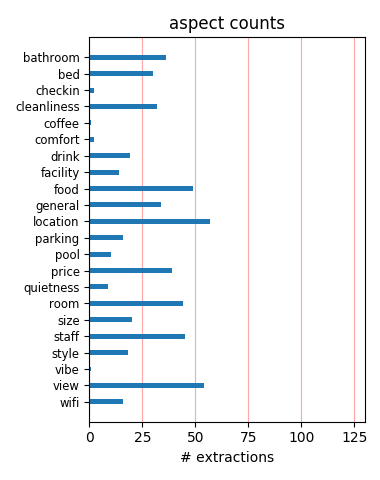 aspect counts
bathroom
bed
checkin
cleanliness
coffee
comfort
drink
facility
food
general
location
parking
pool
price
quietness
room
size
staff
style
vibe
view
wifi
0 25 50 75 100 125
# extractions